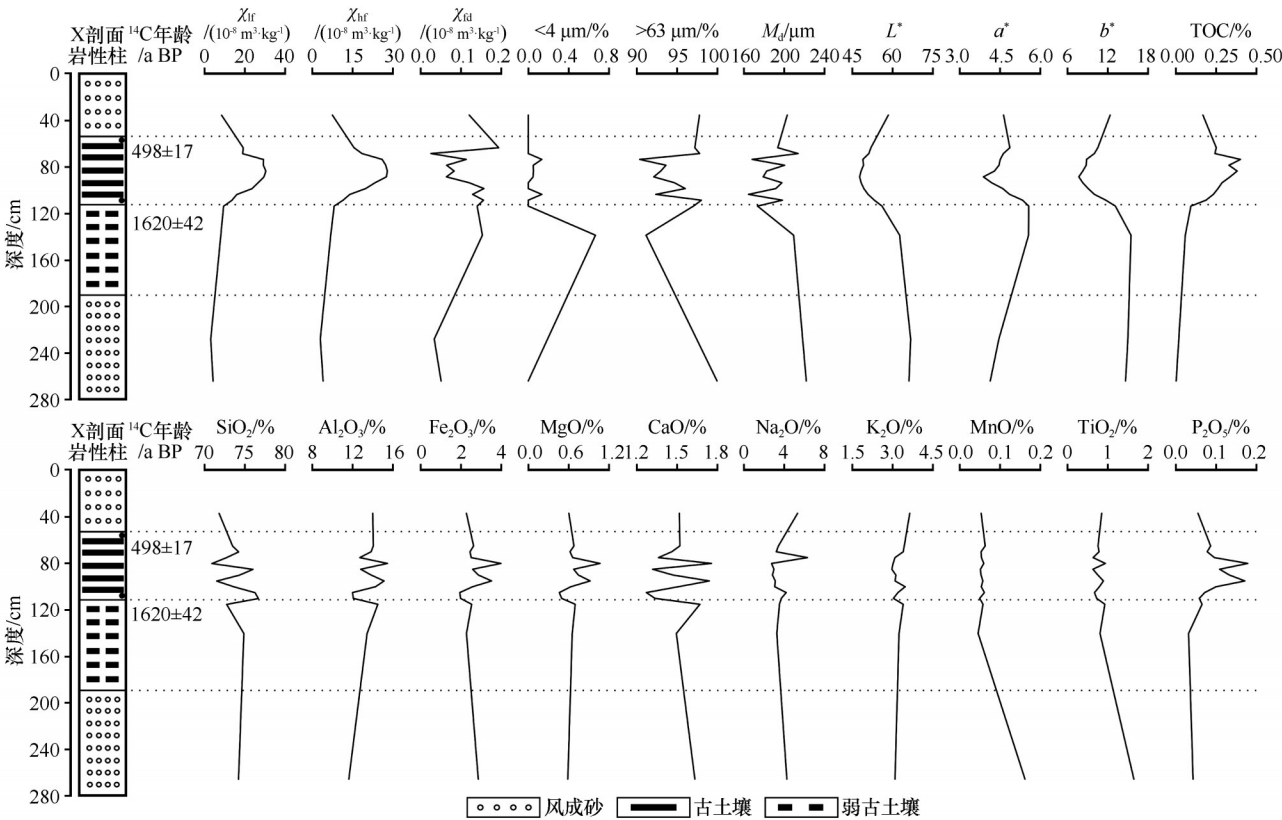 X剖面 ¹⁴C年龄 χlf χhf χfd <4 μm/% >63 μm/% Md/μm L* a* b* TOC/%
岩性柱 /a BP /(10⁻⁸ m³·kg⁻¹) /(10⁻⁸ m³·kg⁻¹) /(10⁻⁸ m³·kg⁻¹)
0 20 40 0 15 30 0.0 0.1 0.2 0.0 0.4 0.8 90 95 100 160 200 240 45 60 75 3.0 4.5 6.0 6 12 18 0.00 0.25 0.50
0
40
498±17
80
120
1620±42
160
200
240
280
深度/cm
X剖面 ¹⁴C年龄 SiO₂/% Al₂O₃/% Fe₂O₃/% MgO/% CaO/% Na₂O/% K₂O/% MnO/% TiO₂/% P₂O₅/%
岩性柱 /a BP 70 75 80 8 12 16 0 2 4 0.0 0.6 1.2 1.2 1.5 1.8 0 4 8 1.5 3.0 4.5 0.0 0.1 0.2 0 1 2 0.0 0.1 0.2
0
40
498±17
80
120
1620±42
160
200
240
280
深度/cm
风成砂 古土壤 弱古土壤